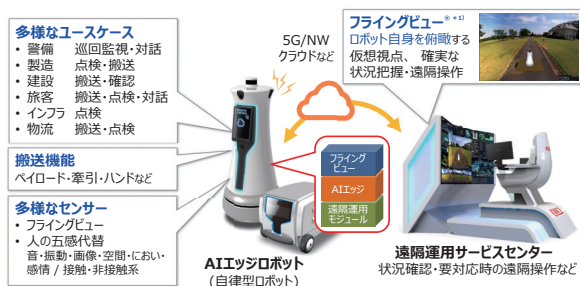 多様なユースケース
• 警備 巡回監視・対話
• 製造 点検・搬送
• 建設 搬送・確認
• 旅客 搬送・点検・対話
• インフラ 点検
• 物流 搬送・点検
搬送機能
ペイロード・牽引・ハンドなど
多様なセンサー
• フライングビュー
• 人の五感代替
音・振動・画像・空間・におい・
感情 / 接触・非接触系
5G/NW
クラウドなど
フライング
ビュー
AIエッジ
遠隔運用
モジュール
AIエッジロボット
(自律型ロボット)
フライングビュー®*1)
ロボット自身を俯瞰する
仮想視点、確実な
状況把握・遠隔操作
遠隔運用サービスセンター
状況確認・要対応時の遠隔操作など